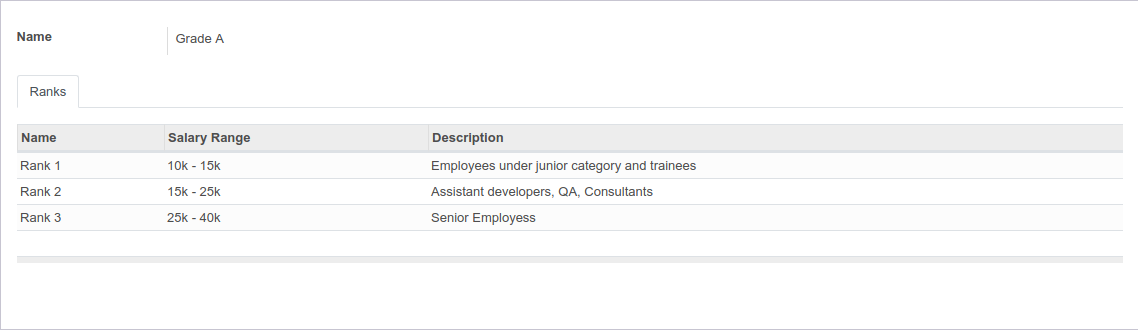 Name Grade A
Ranks
Name Salary Range Description
Rank 1 10k - 15k Employees under junior category and trainees
Rank 2 15k - 25k Assistant developers, QA, Consultants
Rank 3 25k - 40k Senior Employess